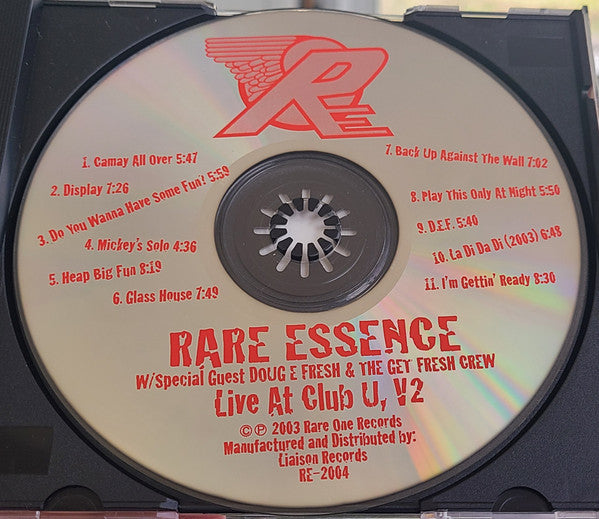 RE
1. Camay All Over 5:47
2. Display 7:26
3. Do You Wanna Have Some Fun? 5:59
4. Mickey's Solo 4:36
5. Heap Big Fun 8:19
6. Glass House 7:49
7. Back Up Against The Wall 7:02
8. Play This Only At Night 5:50
9. D.E.F. 5:40
10. La Di Da Di (2003) 6:48
11. I'm Gettin' Ready 8:30
RARE ESSENCE
W/Special Guest DOUG E FRESH & THE GET FRESH CREW
Live At Club U, V2
© ℗ 2003 Rare One Records
Manufactured and Distributed by:
Liaison Records
RE-2004